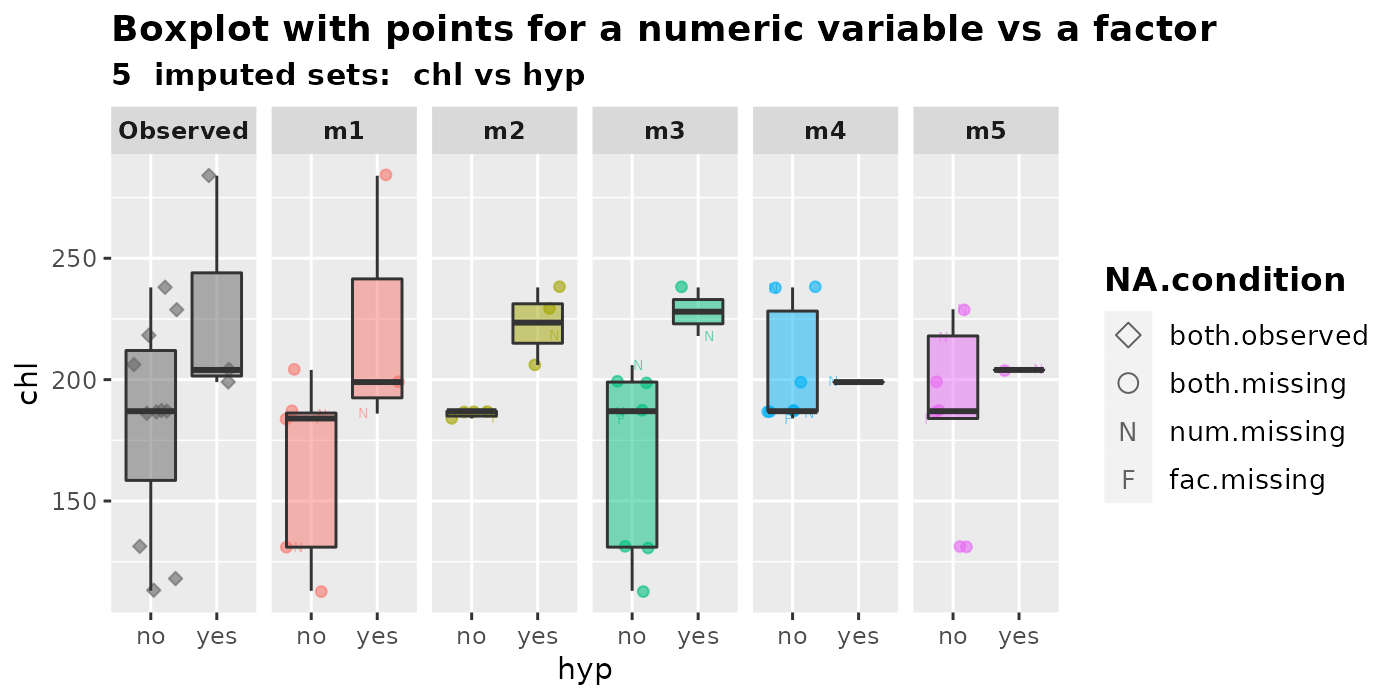 Boxplot with points for a numeric variable vs a factor
5  imputed sets:  chl vs hyp
Observed m1 m2 m3 m4 m5
chl
250
200
150
no yes no yes no yes no yes no yes no yes
hyp
NA.condition
both.observed
both.missing
N num.missing
F fac.missing